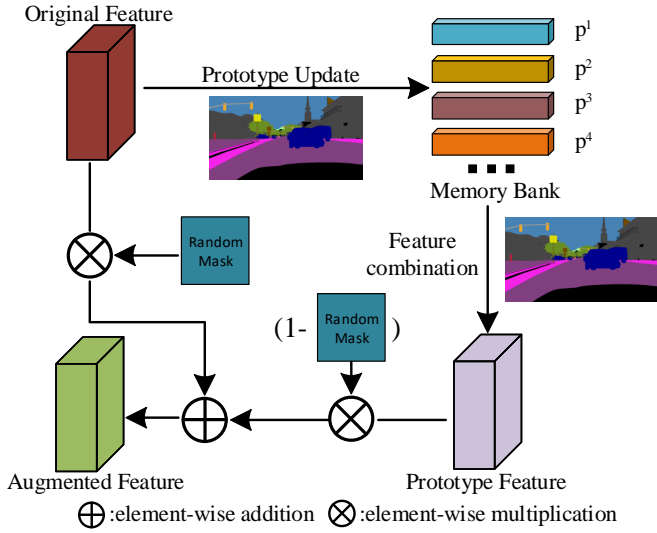 Original Feature
Prototype Update
p¹
p²
p³
p⁴
Memory Bank
Random
Mask
Feature
combination
(1-
Random
Mask
)
Augmented Feature
Prototype Feature
:element-wise addition
:element-wise multiplication